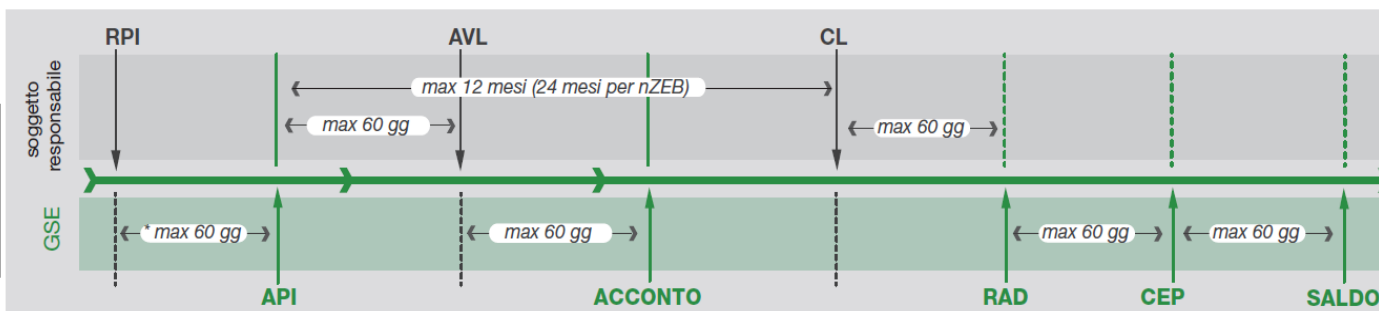 RPI AVL CL
soggetto
responsabile
max 12 mesi (24 mesi per nZEB)
max 60 gg max 60 gg
GSE
* max 60 gg max 60 gg max 60 gg max 60 gg
API ACCONTO RAD CEP SALDO